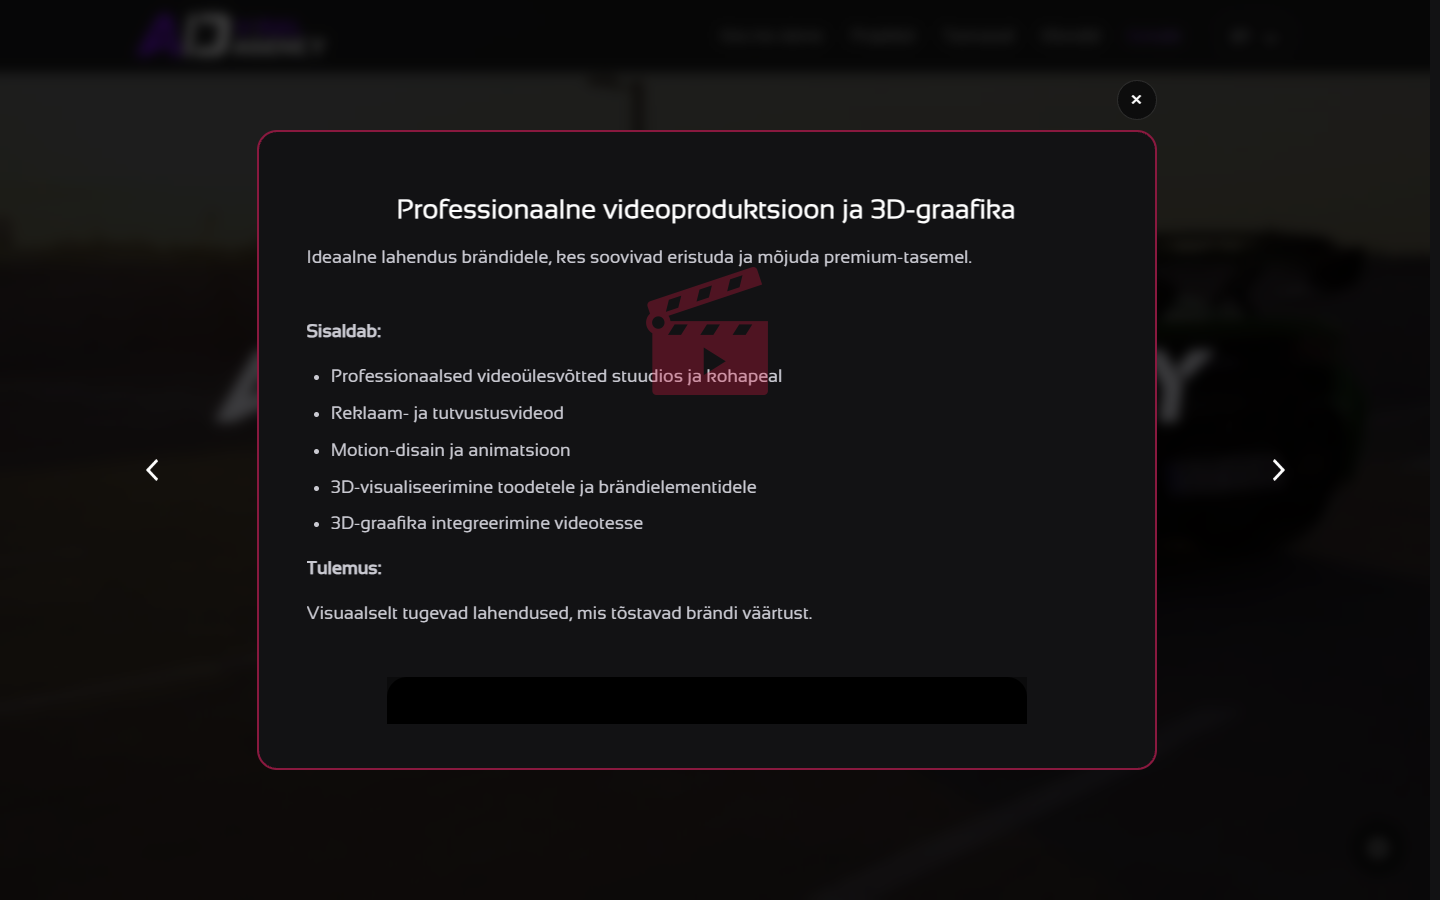 AD
×
Professionaalne videoproduktsioon ja 3D-graafika
Ideaalne lahendus brändidele, kes soovivad eristuda ja mõjuda premium-tasemel.
Sisaldab:
Professionaalsed videoülesvõtted stuudios ja kohapeal
Reklaam- ja tutvustusvideod
Motion-disain ja animatsioon
3D-visualiseerimine toodetele ja brändielementidele
3D-graafika integreerimine videotesse
Tulemus:
Visuaalselt tugevad lahendused, mis tõstavad brändi väärtust.